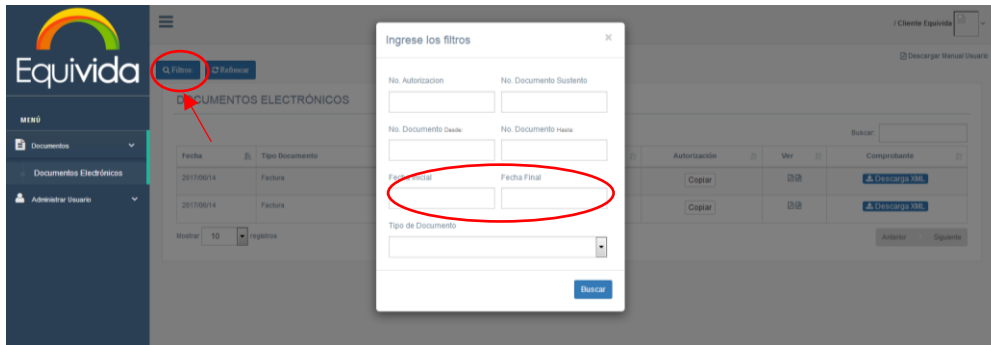 Equivida
/ Cliente Equivida
Descargar Manual Usuario
Filtros
Refrescar
DOCUMENTOS ELECTRÓNICOS
MENÚ
Documentos
Documentos Electrónicos
Administrar Usuario
Buscar:
Fecha Tipo Documento Autorización Ver Comprobante
2017/00/14 Factura Copiar Descarga XML
2017/00/14 Factura Copiar Descarga XML
Mostrar 10 registros
Anterior Siguiente
Ingrese los filtros ×
No. Autorizacion No. Documento Sustento
No. Documento Desde: No. Documento Hasta
Fecha Inicial Fecha Final
Tipo de Documento
Buscar